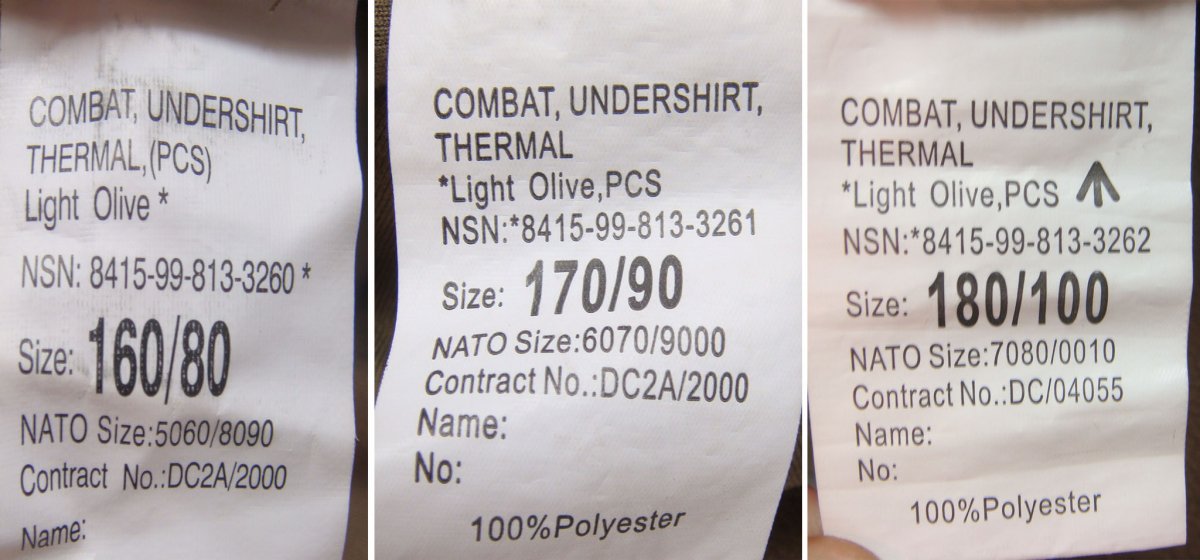 COMBAT, UNDERSHIRT,
THERMAL,(PCS)
Light Olive *
NSN: 8415-99-813-3260 *
Size: 160/80
NATO Size:5060/8090
Contract No.:DC2A/2000
Name:
COMBAT, UNDERSHIRT,
THERMAL
*Light Olive,PCS
NSN:*8415-99-813-3261
Size: 170/90
NATO Size:6070/9000
Contract No.:DC2A/2000
Name:
No:
100%Polyester
COMBAT, UNDERSHIRT,
THERMAL
*Light Olive,PCS
NSN:*8415-99-813-3262
Size: 180/100
NATO Size:7080/0010
Contract No.:DC/04055
Name:
No:
100%Polyester